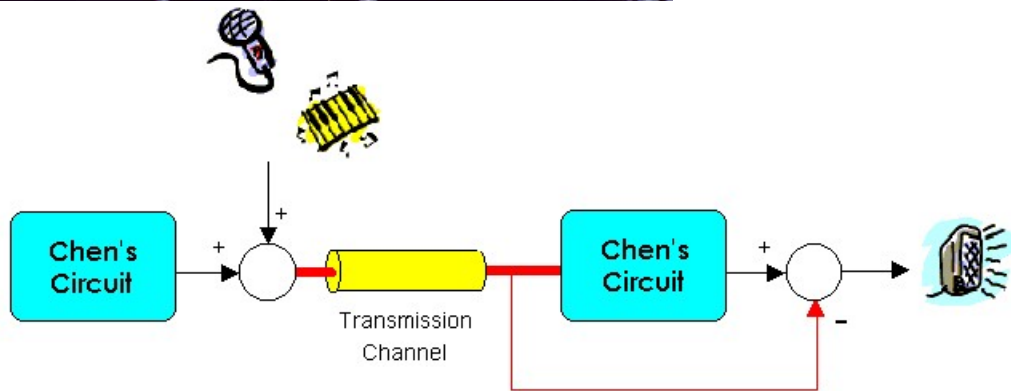 +
+
Chen's
Circuit
Transmission
Channel
Chen's
Circuit
+
-